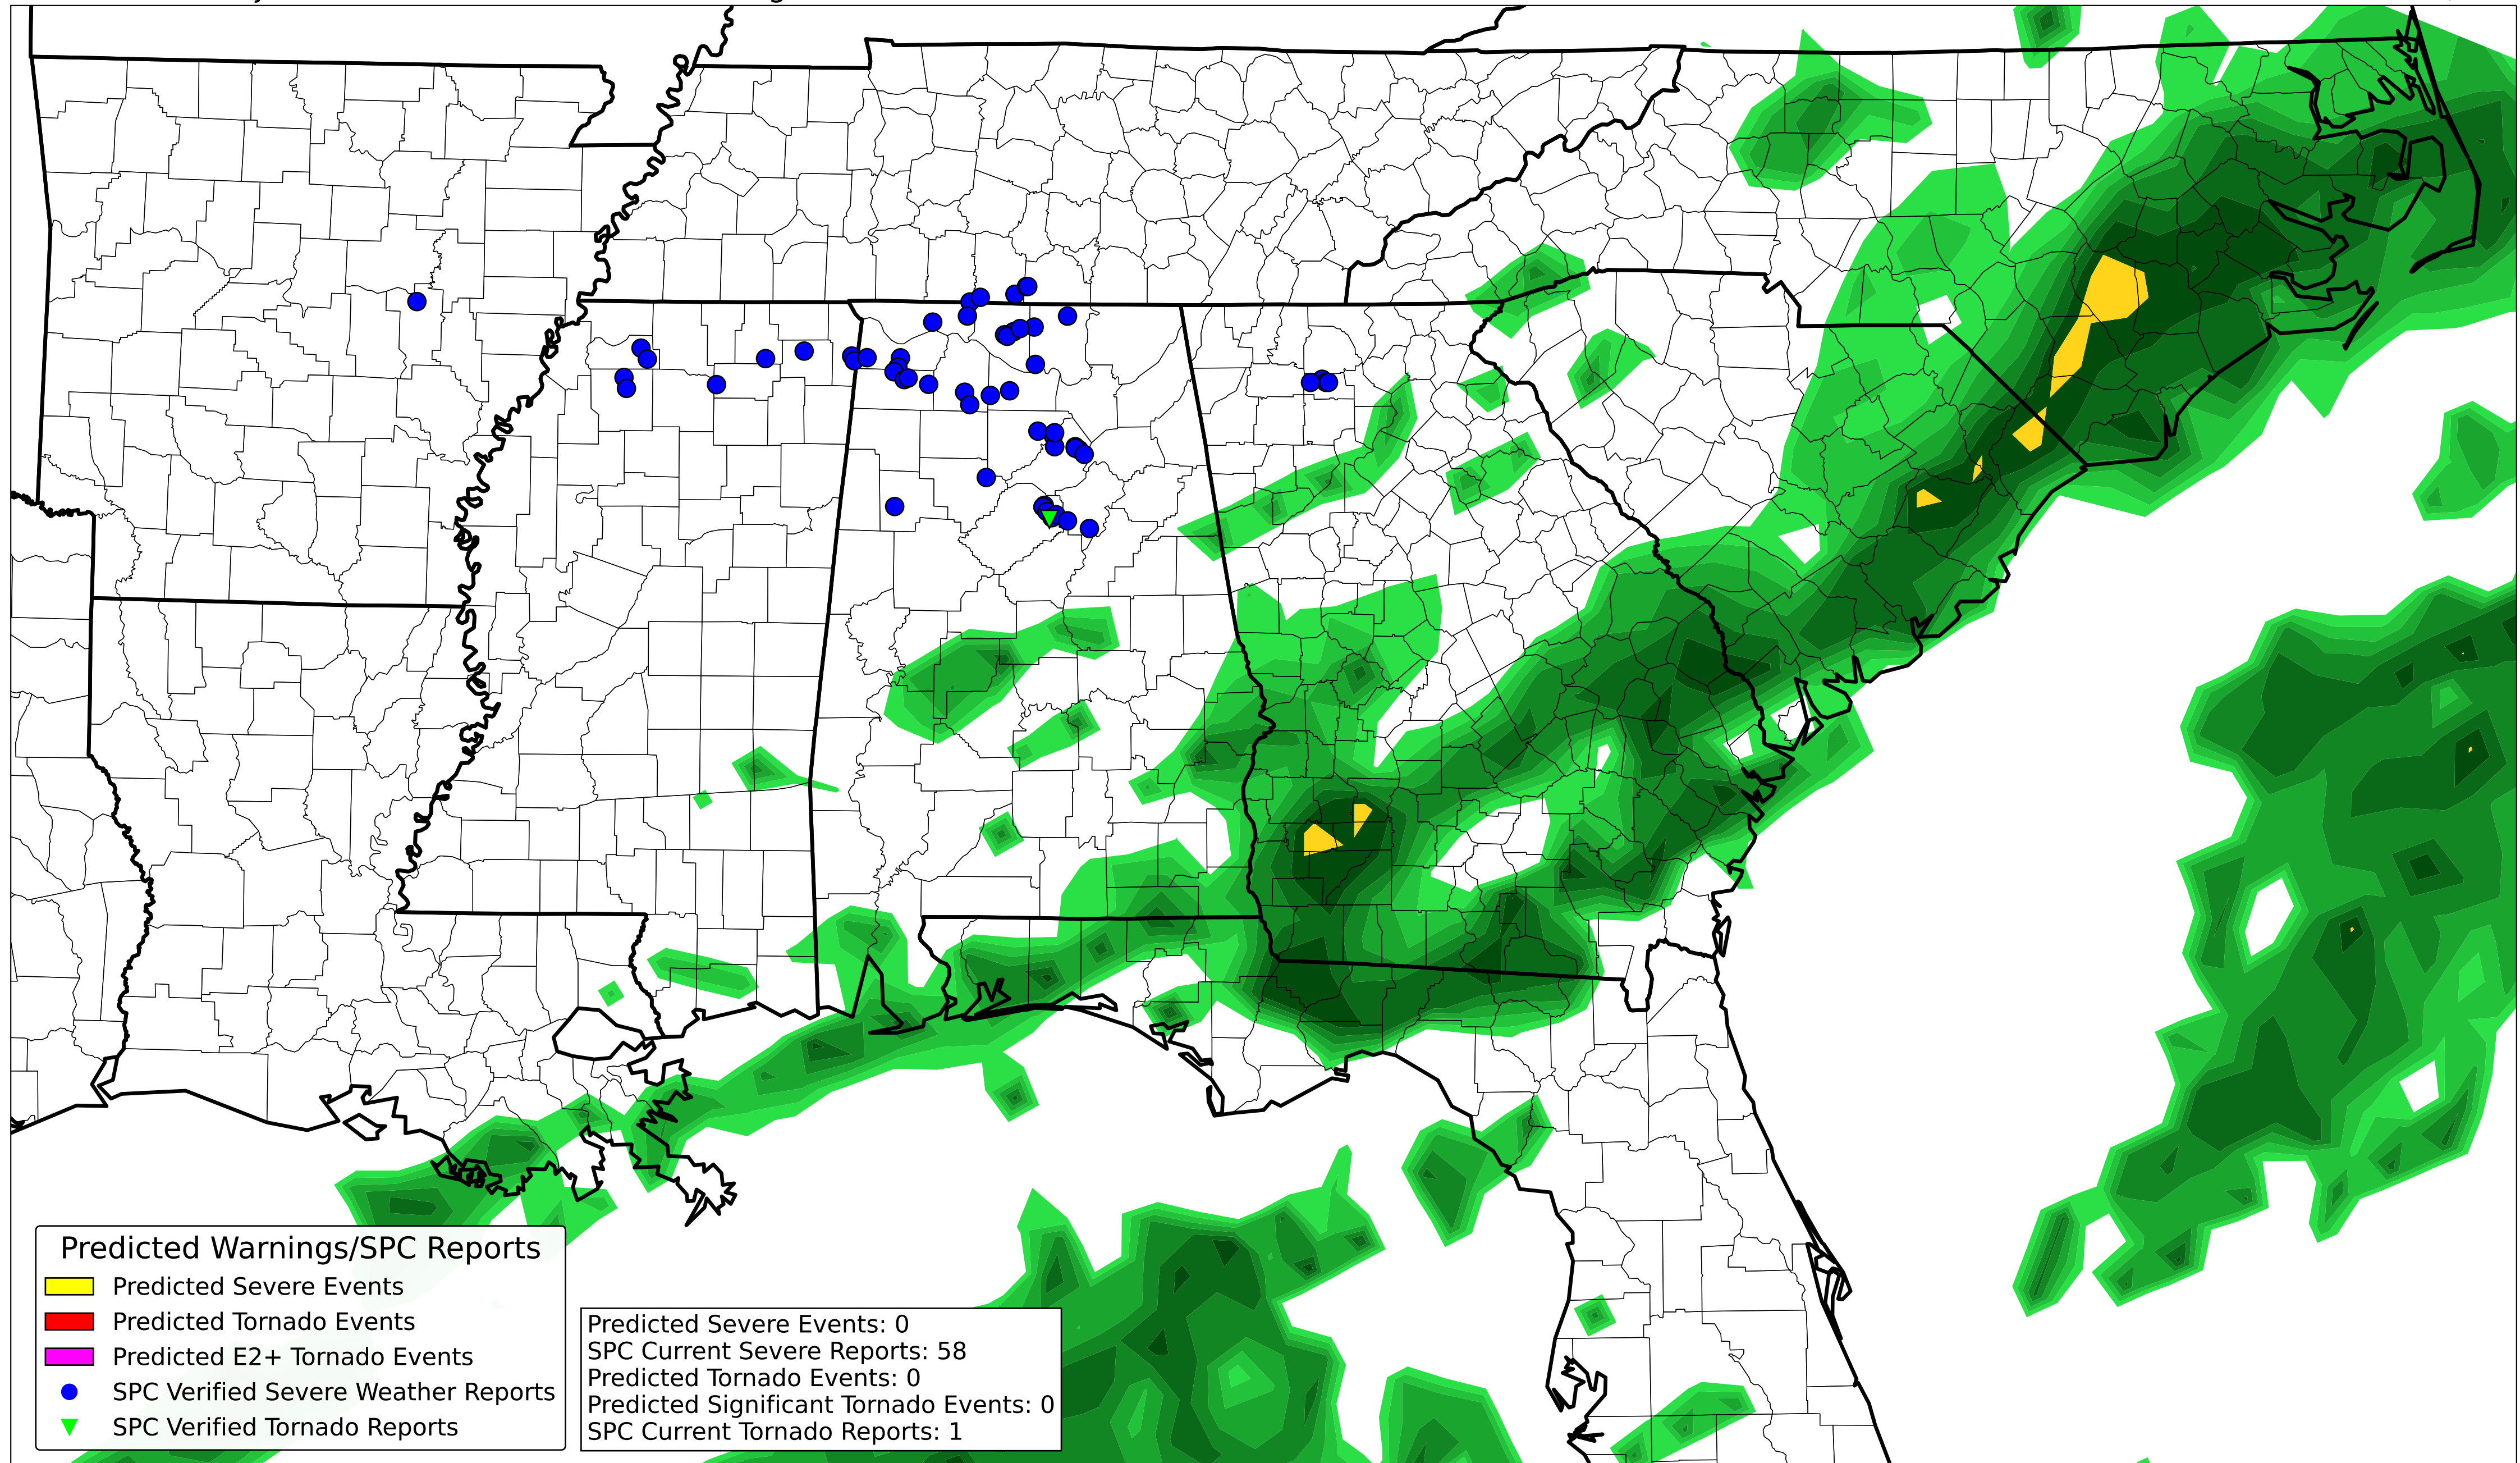 Predicted Warnings/SPC Reports
Predicted Severe Events
Predicted Tornado Events
Predicted E2+ Tornado Events
SPC Verified Severe Weather Reports
SPC Verified Tornado Reports
Predicted Severe Events: 0
SPC Current Severe Reports: 58
Predicted Tornado Events: 0
Predicted Significant Tornado Events: 0
SPC Current Tornado Reports: 1